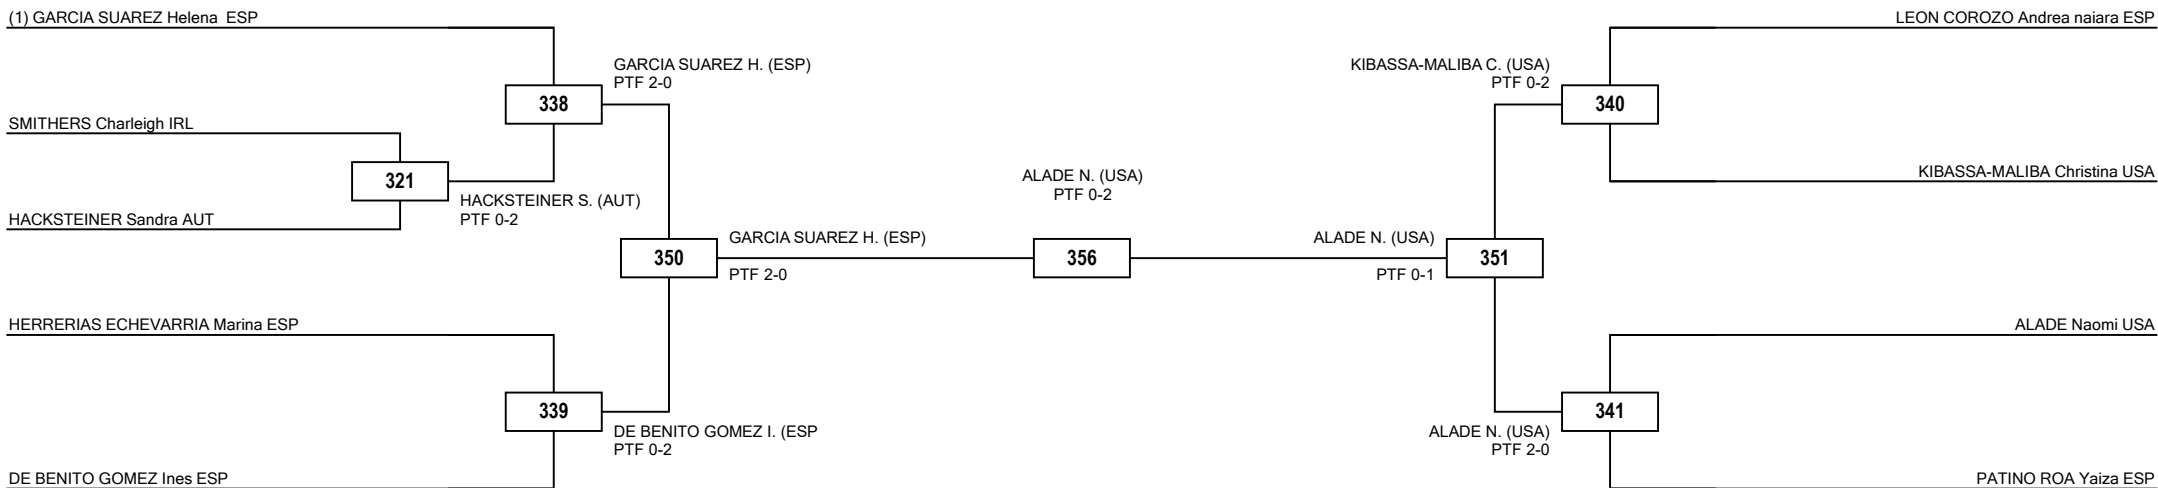 (1) GARCIA SUAREZ Helena  ESP
LEON COROZO Andrea naiara ESP
GARCIA SUAREZ H. (ESP)
PTF 2-0
KIBASSA-MALIBA C. (USA)
PTF 0-2
338
340
SMITHERS Charleigh IRL
321
ALADE N. (USA)
PTF 0-2
KIBASSA-MALIBA Christina USA
HACKSTEINER S. (AUT)
PTF 0-2
HACKSTEINER Sandra AUT
GARCIA SUAREZ H. (ESP)
ALADE N. (USA)
350
356
351
PTF 2-0
PTF 0-1
HERRERIAS ECHEVARRIA Marina ESP
ALADE Naomi USA
339
341
DE BENITO GOMEZ I. (ESP
PTF 0-2
ALADE N. (USA)
PTF 2-0
DE BENITO GOMEZ Ines ESP
PATINO ROA Yaiza ESP